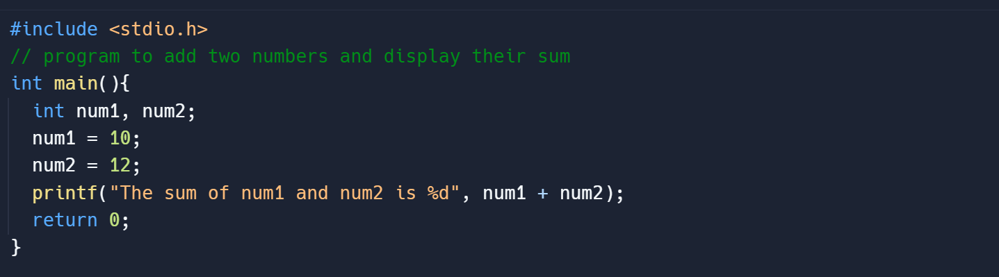 #include <stdio.h>
// program to add two numbers and display their sum
int main(){
  int num1, num2;
  num1 = 10;
  num2 = 12;
  printf("The sum of num1 and num2 is %d", num1 + num2);
  return 0;
}